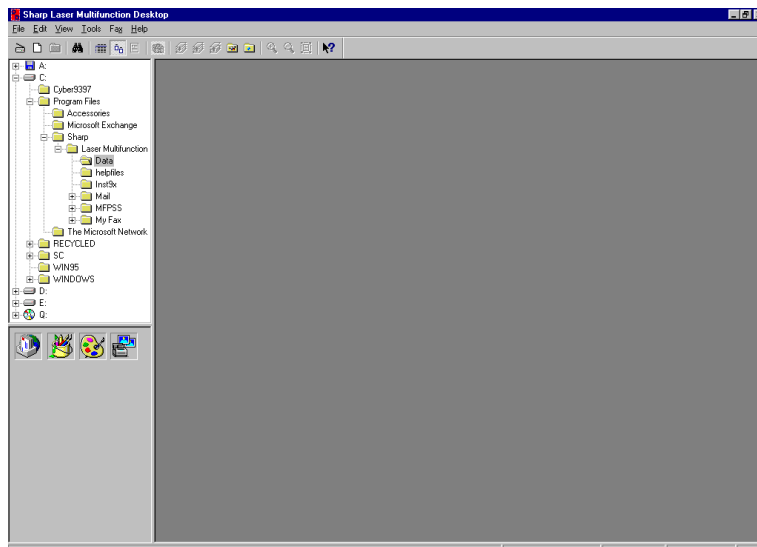 Sharp Laser Multifunction Desktop
File Edit View Tools Fax Help
A:
C:
Cyber9397
Program Files
Accessories
Microsoft Exchange
Sharp
Laser Multifunction
Data
helpfiles
Inst9x
Mail
MFPSS
My Fax
The Microsoft Network
RECYCLED
SC
WIN95
WINDOWS
D:
E:
Q: